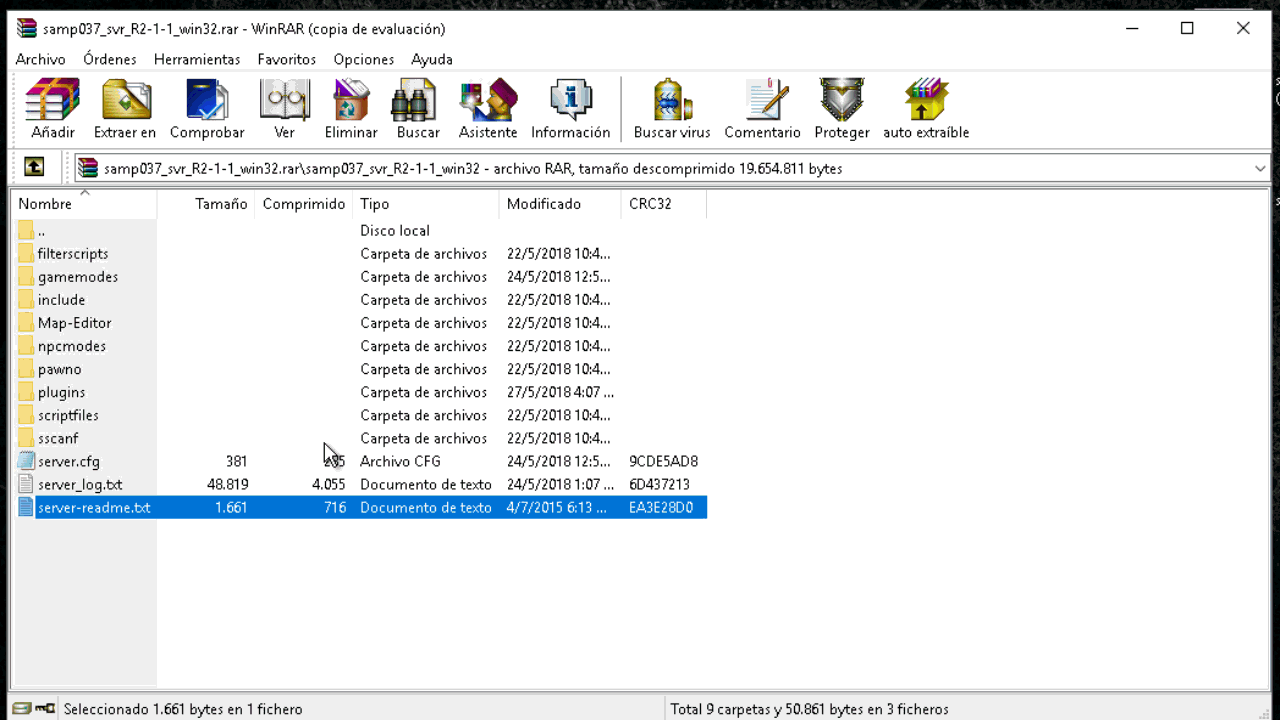 samp037_svr_R2-1-1_win32.rar - WinRAR (copia de evaluación)
Archivo Órdenes Herramientas Favoritos Opciones Ayuda
Añadir Extraer en Comprobar Ver Eliminar Buscar Asistente Información Buscar virus Comentario Proteger auto extraíble
samp037_svr_R2-1-1_win32.rar\samp037_svr_R2-1-1_win32 - archivo RAR, tamaño descomprimido 19.654.811 bytes
Nombre Tamaño Comprimido Tipo Modificado CRC32
.. Disco local
filterscripts Carpeta de archivos 22/5/2018 10:4...
gamemodes Carpeta de archivos 24/5/2018 12:5...
include Carpeta de archivos 22/5/2018 10:4...
Map-Editor Carpeta de archivos 22/5/2018 10:4...
npcmodes Carpeta de archivos 22/5/2018 10:4...
pawno Carpeta de archivos 22/5/2018 10:4...
plugins Carpeta de archivos 27/5/2018 4:07 ...
scriptfiles Carpeta de archivos 22/5/2018 10:4...
sscanf Carpeta de archivos 22/5/2018 10:4...
server.cfg 381 Archivo CFG 24/5/2018 12:5... 9CDE5AD8
server_log.txt 48.819 4.055 Documento de texto 24/5/2018 1:07 ... 6D437213
server-readme.txt 1.661 716 Documento de texto 4/7/2015 6:13 ... EA3E28D0
Seleccionado 1.661 bytes en 1 fichero Total 9 carpetas y 50.861 bytes en 3 ficheros